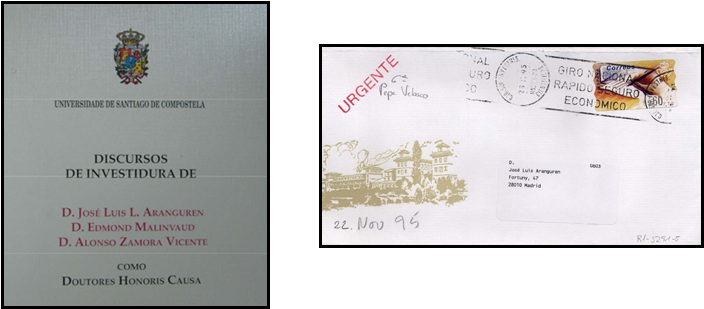 UNIVERSIDADE DE SANTIAGO DE COMPOSTELA
DISCURSOS
DE INVESTIDURA DE
D. JOSÉ LUIS L. ARANGUREN
D. EDMOND MALINVAUD
D. ALONSO ZAMORA VICENTE
COMO
DOUTORES HONORIS CAUSA
URGENTE
Pepe Velasco
GIRO NACIONAL
RAPIDO SEGURO
ECONOMICO
Correos
D. 0603
José Luis Aranguren
Fortuny, 47
28010 Madrid
22. Nov 95